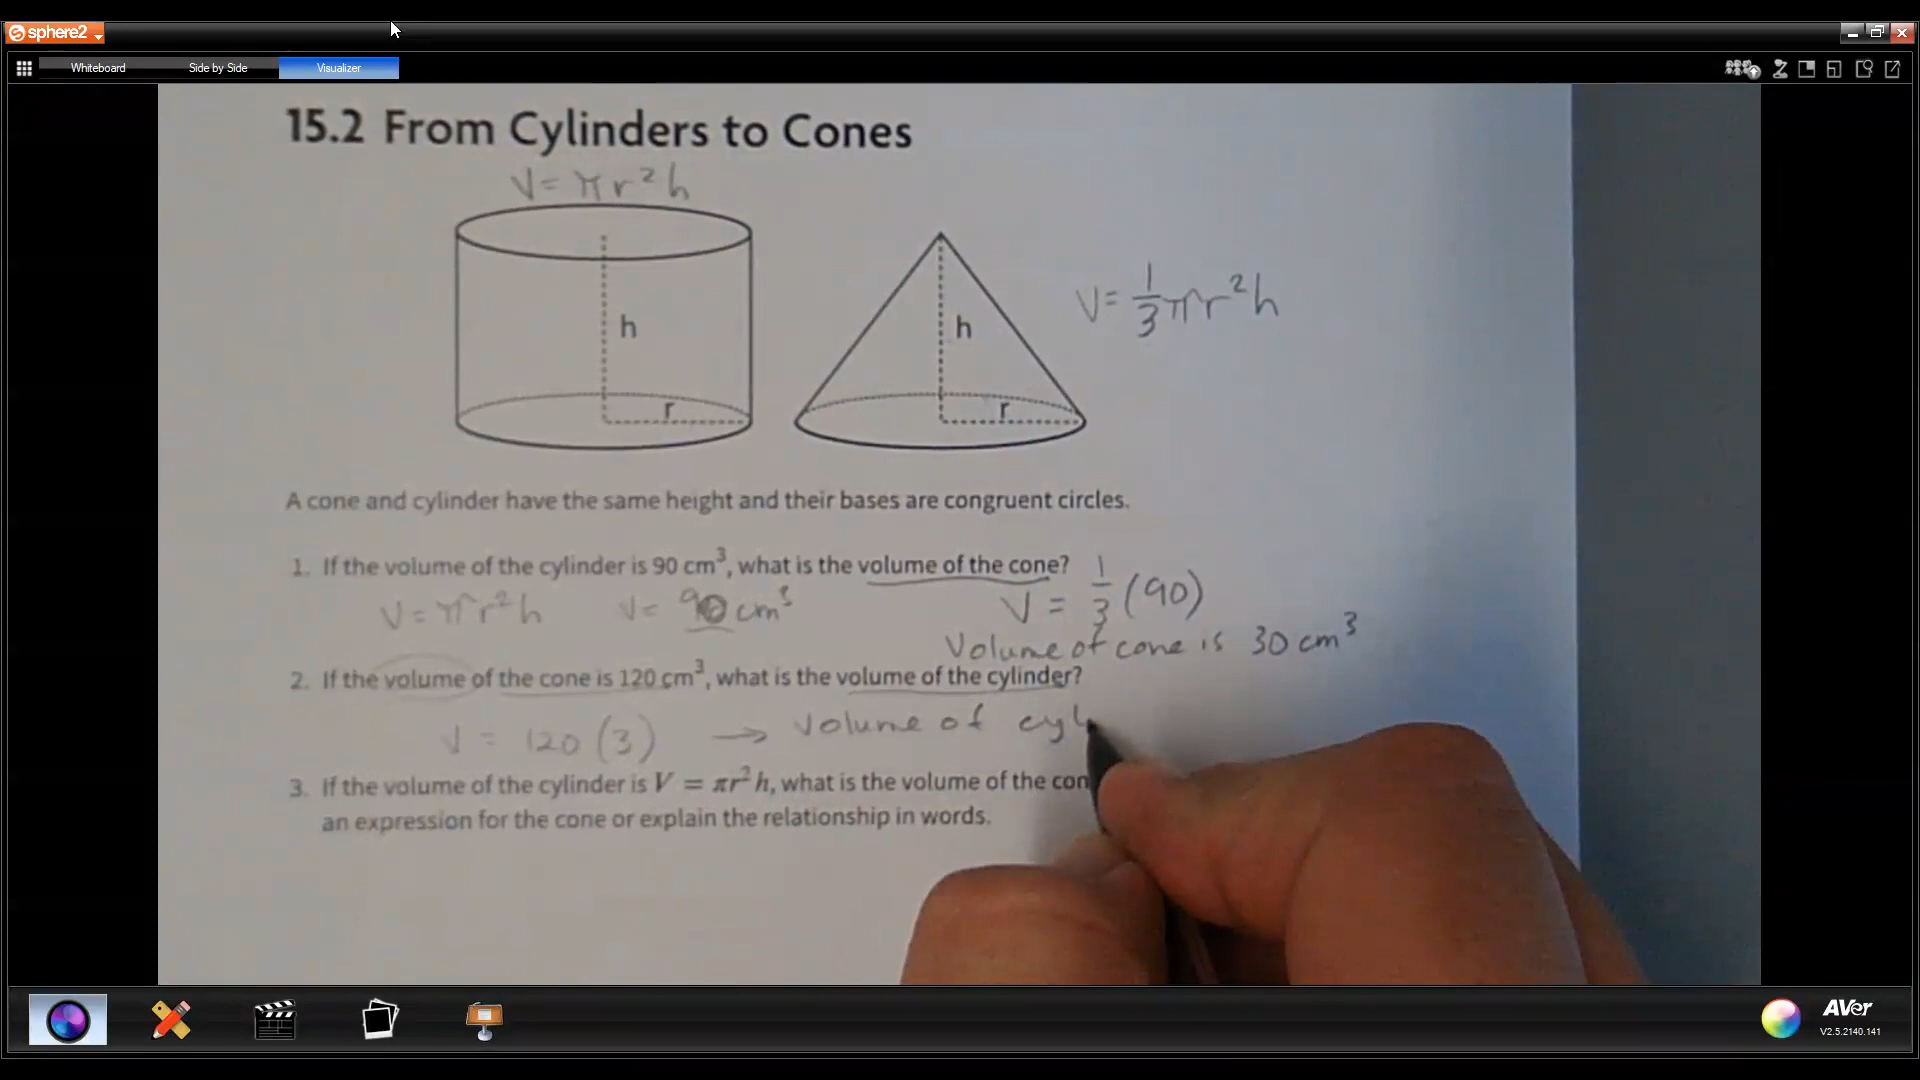 sphere2
Whiteboard Side by Side Visualizer
15.2 From Cylinders to Cones
V = πr²h
h
r
h
r
V = 1/3 πr²h
A cone and cylinder have the same height and their bases are congruent circles.
1. If the volume of the cylinder is 90 cm³, what is the volume of the cone?
V = πr²h V = 90 cm³ V = 1/3 (90)
Volume of cone is 30 cm³
2. If the volume of the cone is 120 cm³, what is the volume of the cylinder?
V = 120 (3) → Volume of cyl
3. If the volume of the cylinder is V = πr²h, what is the volume of the con
an expression for the cone or explain the relationship in words.
AVer
V2.5.2140.141